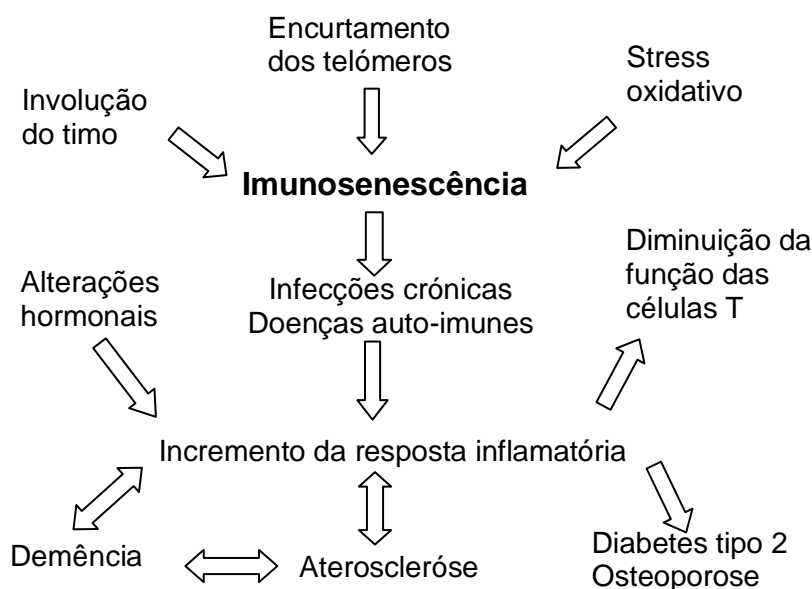 Encurtamento
dos telómeros
Stress
oxidativo
Involução
do timo
Imunosenescência
Diminuição da
função das
células T
Alterações
hormonais
Infecções crónicas
Doenças auto-imunes
Incremento da resposta inflamatória
Demência
Ateroscleróse
Diabetes tipo 2
Osteoporose